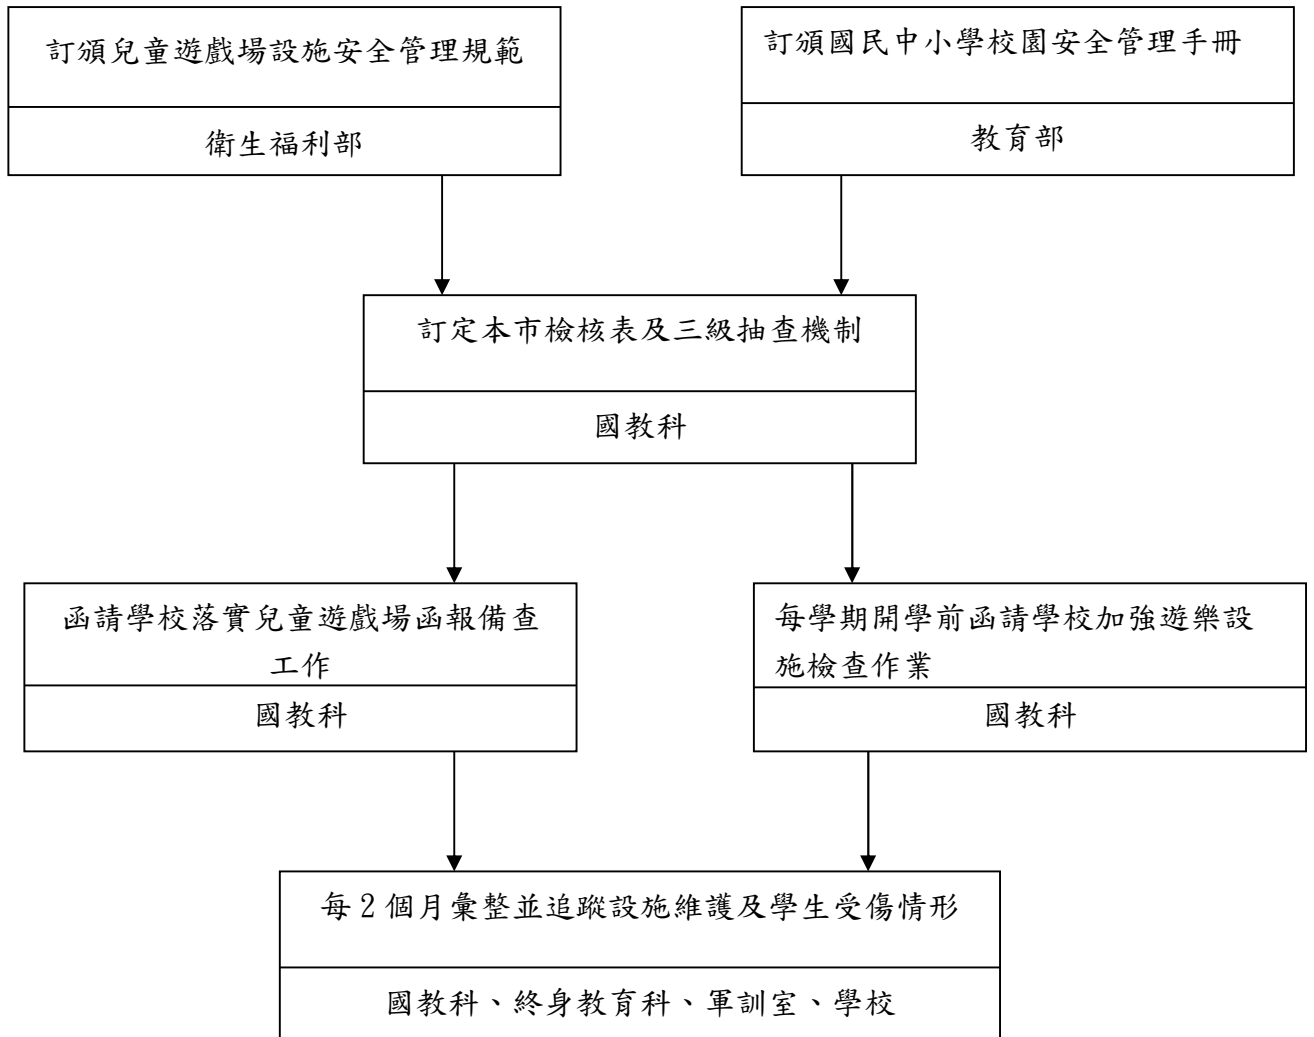 訂頒兒童遊戲場設施安全管理規範
衛生福利部
訂頒國民中小學校園安全管理手冊
教育部
訂定本市檢核表及三級抽查機制
國教科
函請學校落實兒童遊戲場函報備查
工作
國教科
每學期開學前函請學校加強遊樂設
施檢查作業
國教科
每2個月彙整並追蹤設施維護及學生受傷情形
國教科、終身教育科、軍訓室、學校